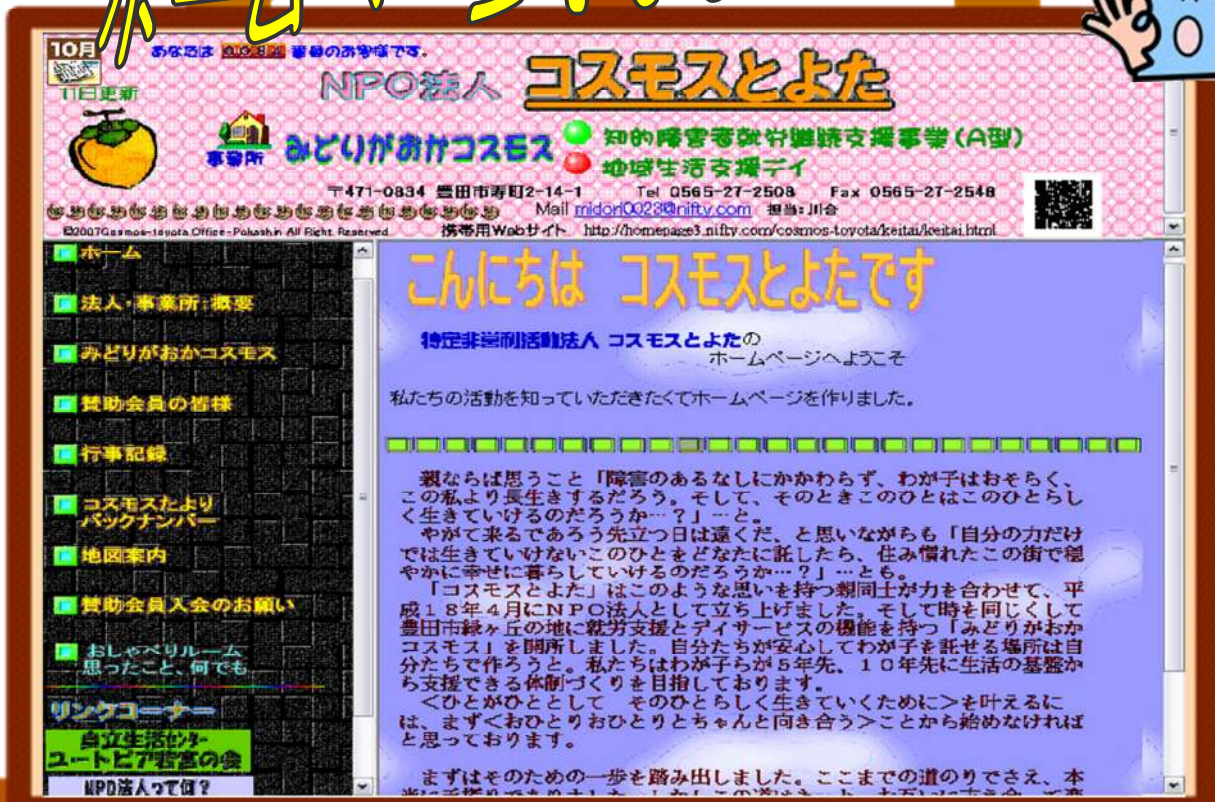 10月
あなたは 0084 番目のお客様です.
11日更新
NPO法人 コスモスとよた
事業所
みどりがおかコスモス
知的障害者就労継続支援事業(A型)
地域生活支援デイ
〒471-0834 豊田市寿町2-14-1 Tel 0565-27-2508 Fax 0565-27-2548
Mail midori0023@nifty.com 担当:川合
©2007Cosmos-toyota Office-Pokashin All Right Reserved
携帯用Webサイト http://homepage3.nifty.com/cosmos-toyota/keitai/keitai.html
ホーム
法人・事業所:概要
みどりがおかコスモス
賛助会員の皆様
行事記録
コスモスたより
バックナンバー
地図案内
賛助会員入会のお願い
おしゃべりルーム
思ったこと、何でも
リンクコーナー
自立生活センター
ユートピア若宮の会
NPO法人って何?
こんにちは コスモスとよたです
特定非営利活動法人 コスモスとよたの
ホームページへようこそ
私たちの活動を知っていただきたくてホームページを作りました。
親ならば思うこと「障害のあるなしにかかわらず、わが子はおそらく、
この私より長生きするだろう。そして、そのときこのひとはこのひとらし
く生きていけるのだろうか…?」…と。
やがて来るであろう先立つ日は遠くだ、と思いながらも「自分の力だけ
では生きていけないこのひとをどなたに託したら、住み慣れたこの街で穏
やかに幸せに暮らしていけるのだろうか…?」…とも。
「コスモスとよた」はこのような思いを持つ親同士が力を合わせて、平
成18年4月にNPO法人として立ち上げました。そして時を同じくして
豊田市緑ヶ丘の地に就労支援とデイサービスの機能を持つ「みどりがおか
コスモス」を開所しました。自分たちが安心してわが子を託せる場所は自
分たちで作ろうと。私たちはわが子らが5年先、10年先に生活の基盤か
ら支援できる体制づくりを目指しております。
<ひとがひととして そのひとらしく生きていくために>を叶えるに
は、まず<おひとりおひとりとちゃんと向き合う>ことから始めなければ
と思っております。
まずはそのための一歩を踏み出しました。ここまでの道のりでさえ、本